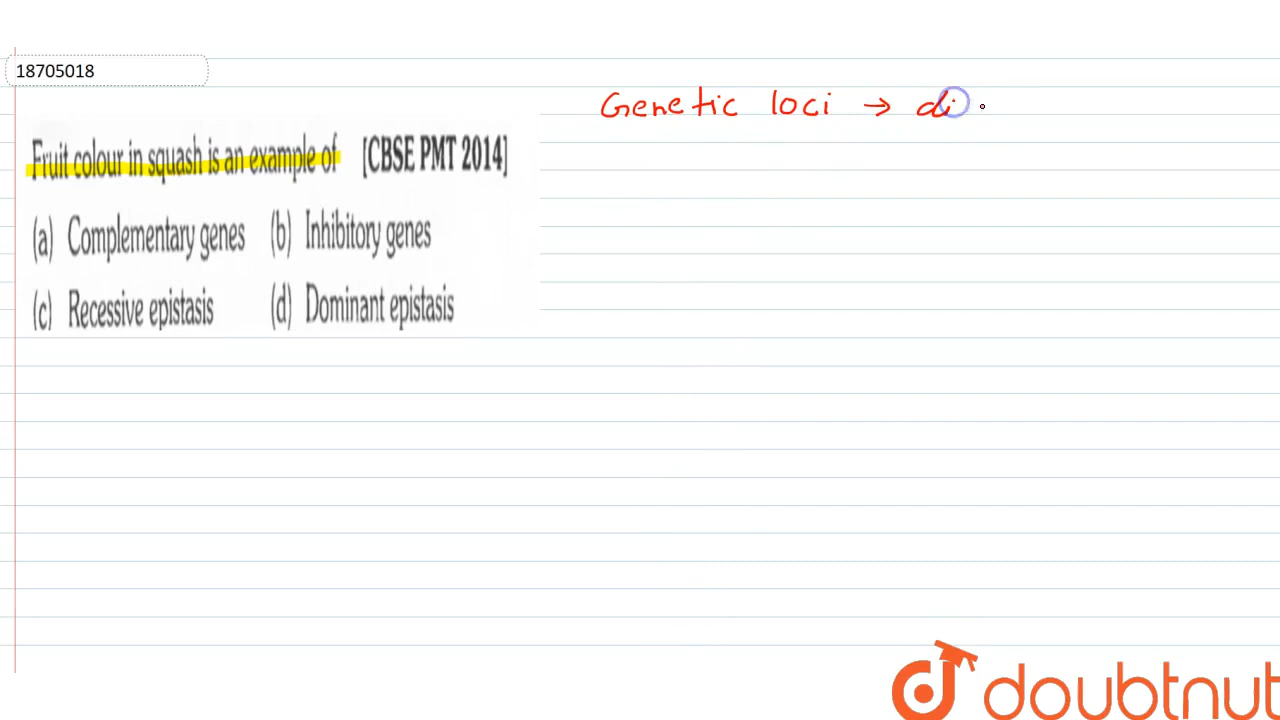 18705018
Genetic loci → di
Fruit colour in squash is an example of [CBSE PMT 2014]
(a) Complementary genes (b) Inhibitory genes
(c) Recessive epistasis (d) Dominant epistasis
doubtnut